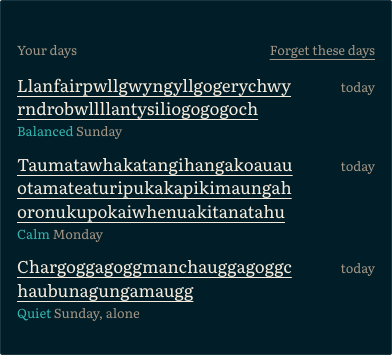 Your days Forget these days
Llanfairpwllgwyngyllgogerychwy today
rndrobwllllantysiliogogogoch
Balanced Sunday
Taumatawhakatangihangakoauau today
otamateaturipukakapikimaungah
oronukupokaiwhenuakitanatahu
Calm Monday
Chargoggagoggmanchauggagoggc today
haubunagungamaugg
Quiet Sunday, alone